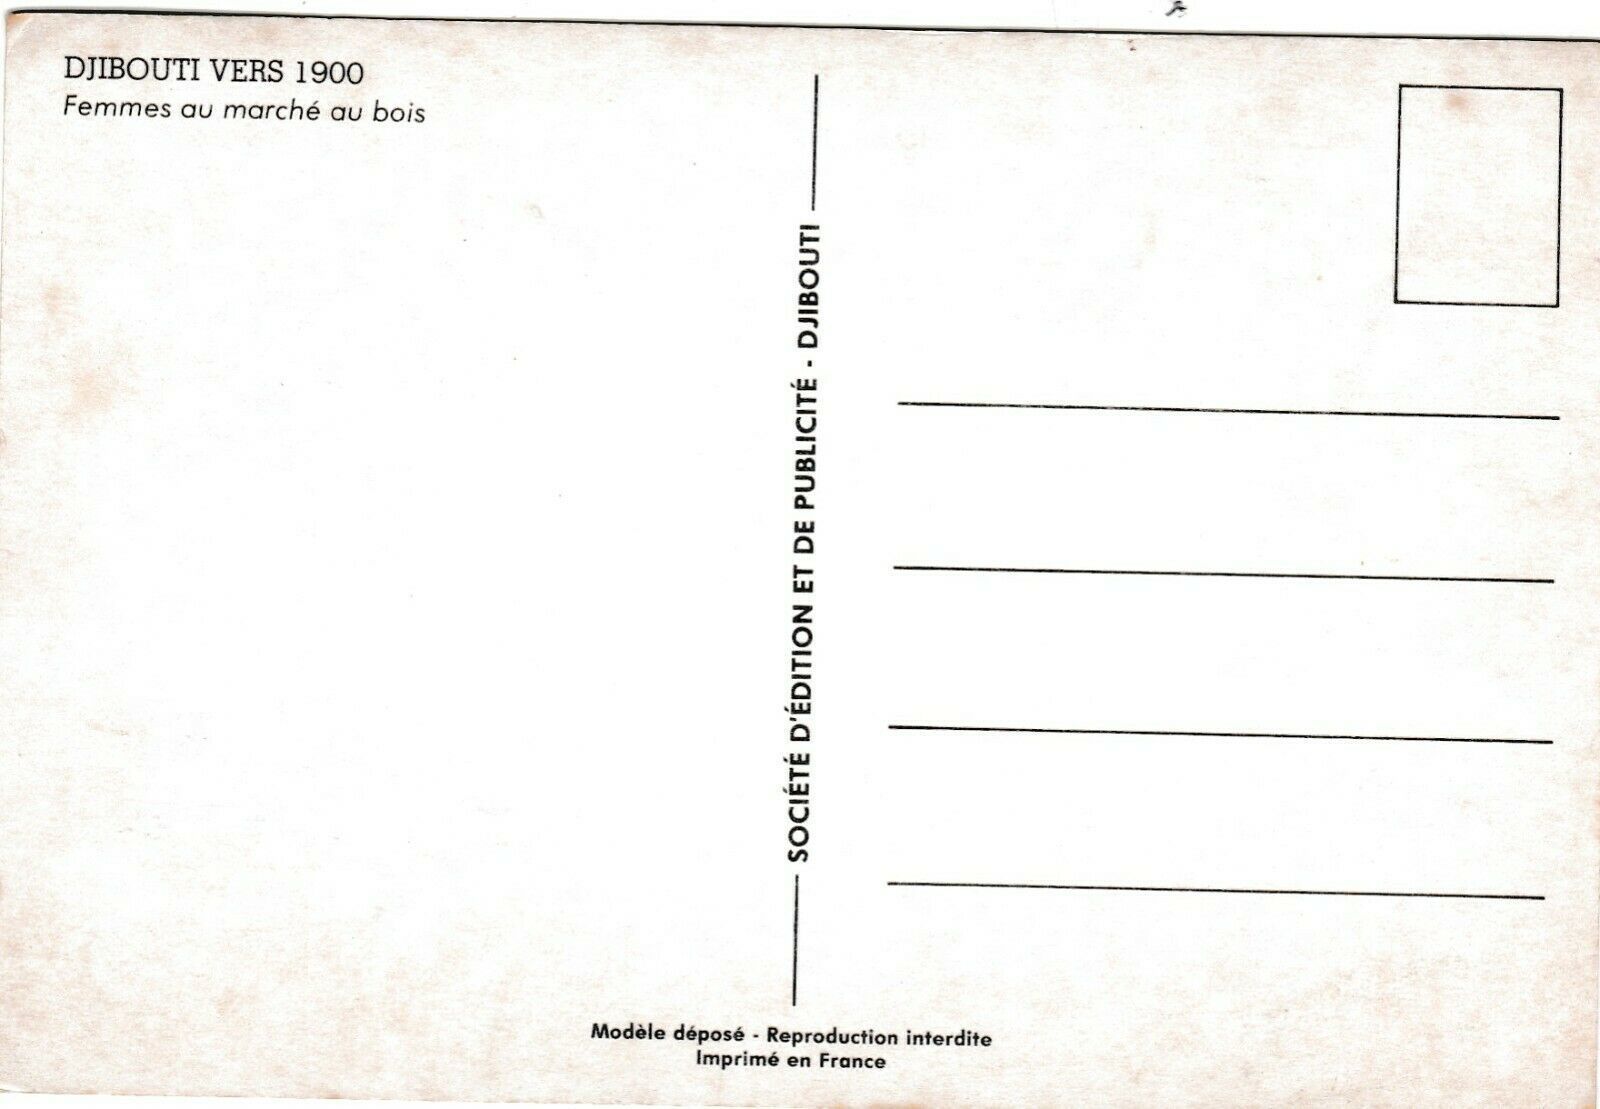 DJIBOUTI VERS 1900
Femmes au marché au bois
SOCIÉTÉ D'ÉDITION ET DE PUBLICITÉ - DJIBOUTI
Modèle déposé - Reproduction interdite
Imprimé en France